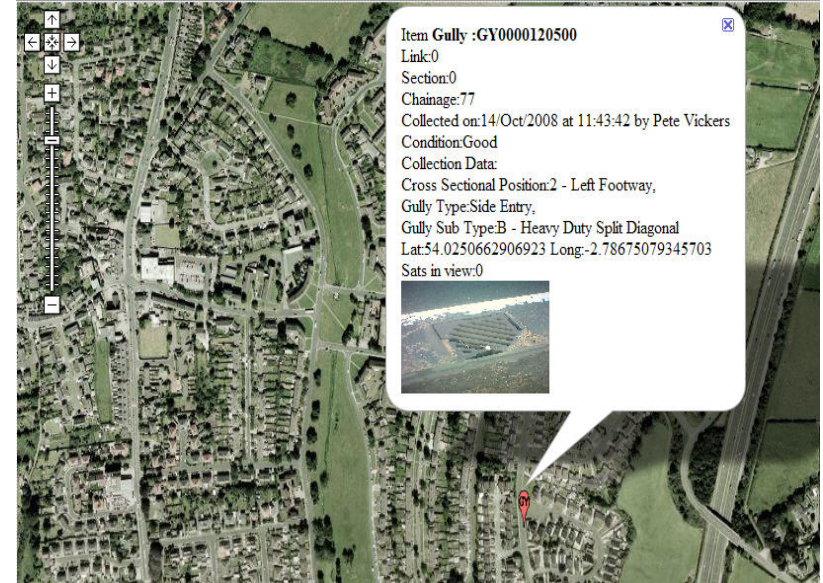 Item Gully :GY0000120500
Link:0
Section:0
Chainage:77
Collected on:14/Oct/2008 at 11:43:42 by Pete Vickers
Condition:Good
Collection Data:
Cross Sectional Position:2 - Left Footway,
Gully Type:Side Entry,
Gully Sub Type:B - Heavy Duty Split Diagonal
Lat:54.0250662906923 Long:-2.78675079345703
Sats in view:0
GY